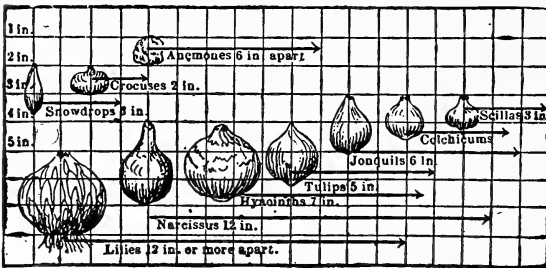 1 in.
Anemones 6 in. apart
2 in.
3 in.
Crocuses 2 in.
Snowdrops 3 in.
Scillas 3 in.
4 in.
Colchicums
5 in.
Jonquils 6 in.
Tulips 5 in.
Hyacinths 7 in.
Narcissus 12 in.
Lilies 12 in. or more apart.